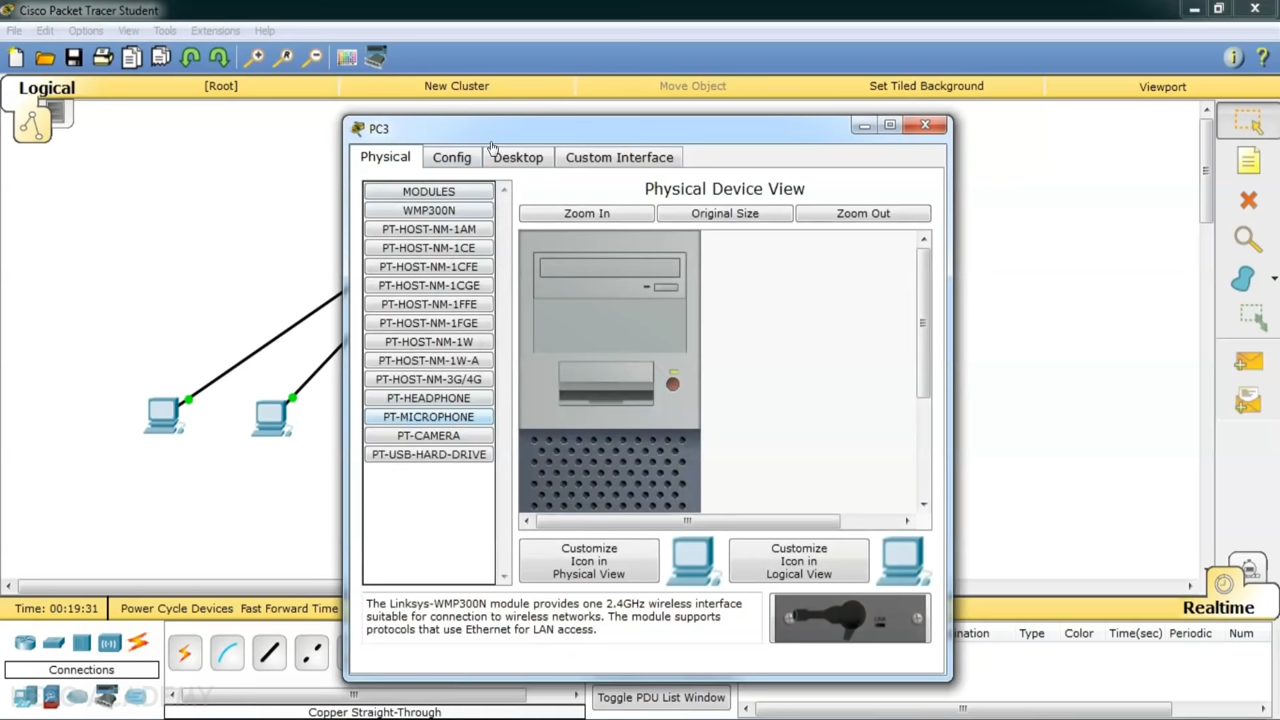 Cisco Packet Tracer Student
File Edit Options View Tools Extensions Help
Logical
[Root]
New Cluster
Move Object
Set Tiled Background
Viewport
PC3
Physical
Config
Desktop
Custom Interface
MODULES
WMP300N
PT-HOST-NM-1AM
PT-HOST-NM-1CE
PT-HOST-NM-1CFE
PT-HOST-NM-1CGE
PT-HOST-NM-1FFE
PT-HOST-NM-1FGE
PT-HOST-NM-1W
PT-HOST-NM-1W-A
PT-HOST-NM-3G/4G
PT-HEADPHONE
PT-MICROPHONE
PT-CAMERA
PT-USB-HARD-DRIVE
Physical Device View
Zoom In
Original Size
Zoom Out
Customize
Icon in
Physical View
Customize
Icon in
Logical View
The Linksys-WMP300N module provides one 2.4GHz wireless interface
suitable for connection to wireless networks. The module supports
protocols that use Ethernet for LAN access.
Time: 00:19:31 Power Cycle Devices Fast Forward Time
Realtime
Connections
Type Color Time(sec) Periodic Num
Toggle PDU List Window
Copper Straight-Through